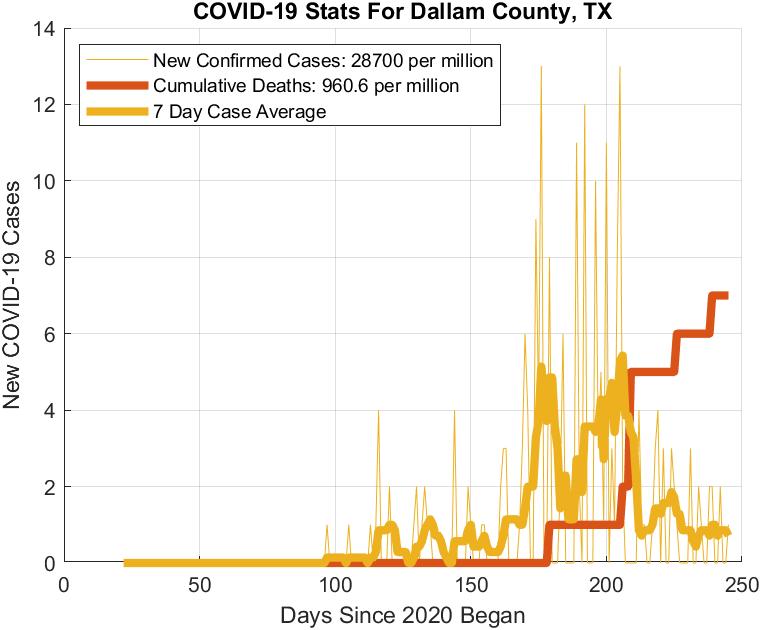 COVID-19 Stats For Dallam County, TX
14
12
10
8
6
4
2
0
New COVID-19 Cases
New Confirmed Cases: 28700 per million
Cumulative Deaths: 960.6 per million
7 Day Case Average
0 50 100 150 200 250
Days Since 2020 Began